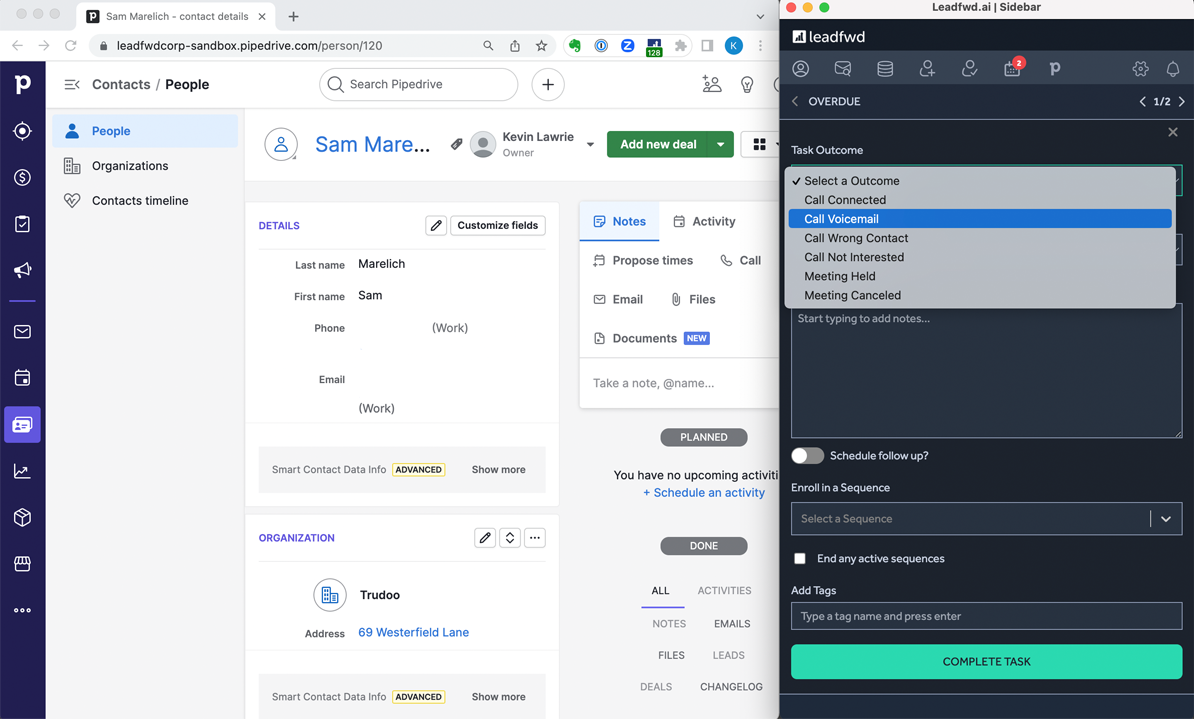 Sam Marelich - contact details
Leadfwd.ai | Sidebar
leadfwdcorp-sandbox.pipedrive.com/person/120
128
K
p
Contacts / People
Search Pipedrive
People
Organizations
Contacts timeline
Sam Mare...
Kevin Lawrie
Owner
Add new deal
DETAILS
Customize fields
Last name Marelich
First name Sam
Phone (Work)
Email
(Work)
Smart Contact Data Info ADVANCED Show more
ORGANIZATION
Trudoo
Address 69 Westerfield Lane
Smart Contact Data Info ADVANCED Show more
Notes Activity
Propose times Call
Email Files
Documents NEW
Take a note, @name...
PLANNED
You have no upcoming activiti
+ Schedule an activity
DONE
ALL ACTIVITIES
NOTES EMAILS
FILES LEADS
DEALS CHANGELOG
leadfwd
2
p
OVERDUE
1/2
Task Outcome
Select a Outcome
Call Connected
Call Voicemail
Call Wrong Contact
Call Not Interested
Meeting Held
Meeting Canceled
Start typing to add notes...
Schedule follow up?
Enroll in a Sequence
Select a Sequence
End any active sequences
Add Tags
Type a tag name and press enter
COMPLETE TASK